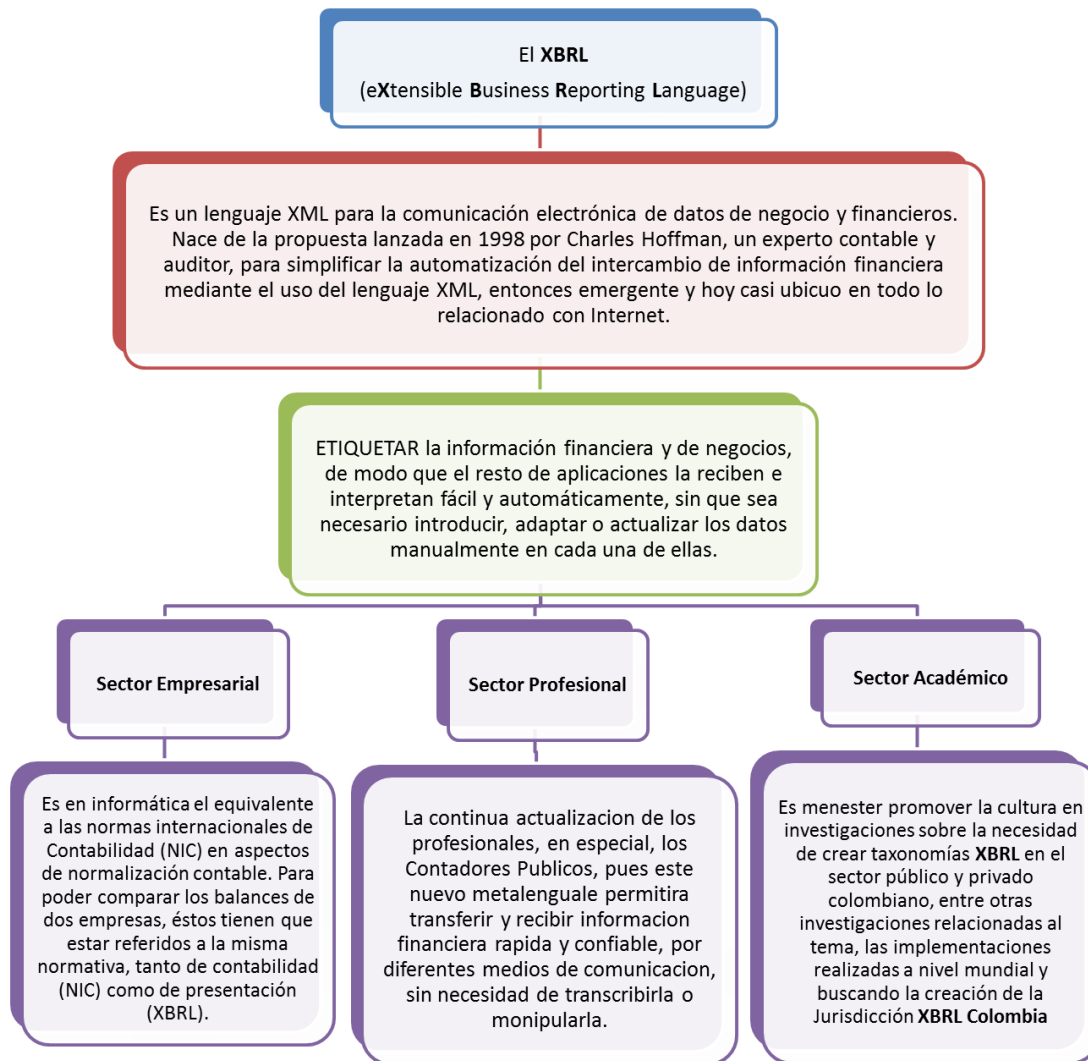 El XBRL
(eXtensible Business Reporting Language)
Es un lenguaje XML para la comunicación electrónica de datos de negocio y financieros.
Nace de la propuesta lanzada en 1998 por Charles Hoffman, un experto contable y
auditor, para simplificar la automatización del intercambio de información financiera
mediante el uso del lenguaje XML, entonces emergente y hoy casi ubicuo en todo lo
relacionado con Internet.
ETIQUETAR la información financiera y de negocios,
de modo que el resto de aplicaciones la reciben e
interpretan fácil y automáticamente, sin que sea
necesario introducir, adaptar o actualizar los datos
manualmente en cada una de ellas.
Sector Empresarial
Es en informática el equivalente
a las normas internacionales de
Contabilidad (NIC) en aspectos
de normalización contable. Para
poder comparar los balances de
dos empresas, éstos tienen que
estar referidos a la misma
normativa, tanto de contabilidad
(NIC) como de presentación
(XBRL).
Sector Profesional
La continua actualizacion de los
profesionales, en especial, los
Contadores Publicos, pues este
nuevo metalenguale permitira
transferir y recibir informacion
financiera rapida y confiable, por
diferentes medios de comunicacion,
sin necesidad de transcribirla o
monipularla.
Sector Académico
Es menester promover la cultura en
investigaciones sobre la necesidad
de crear taxonomías XBRL en el
sector público y privado
colombiano, entre otras
investigaciones relacionadas al
tema, las implementaciones
realizadas a nivel mundial y
buscando la creación de la
Jurisdicción XBRL Colombia